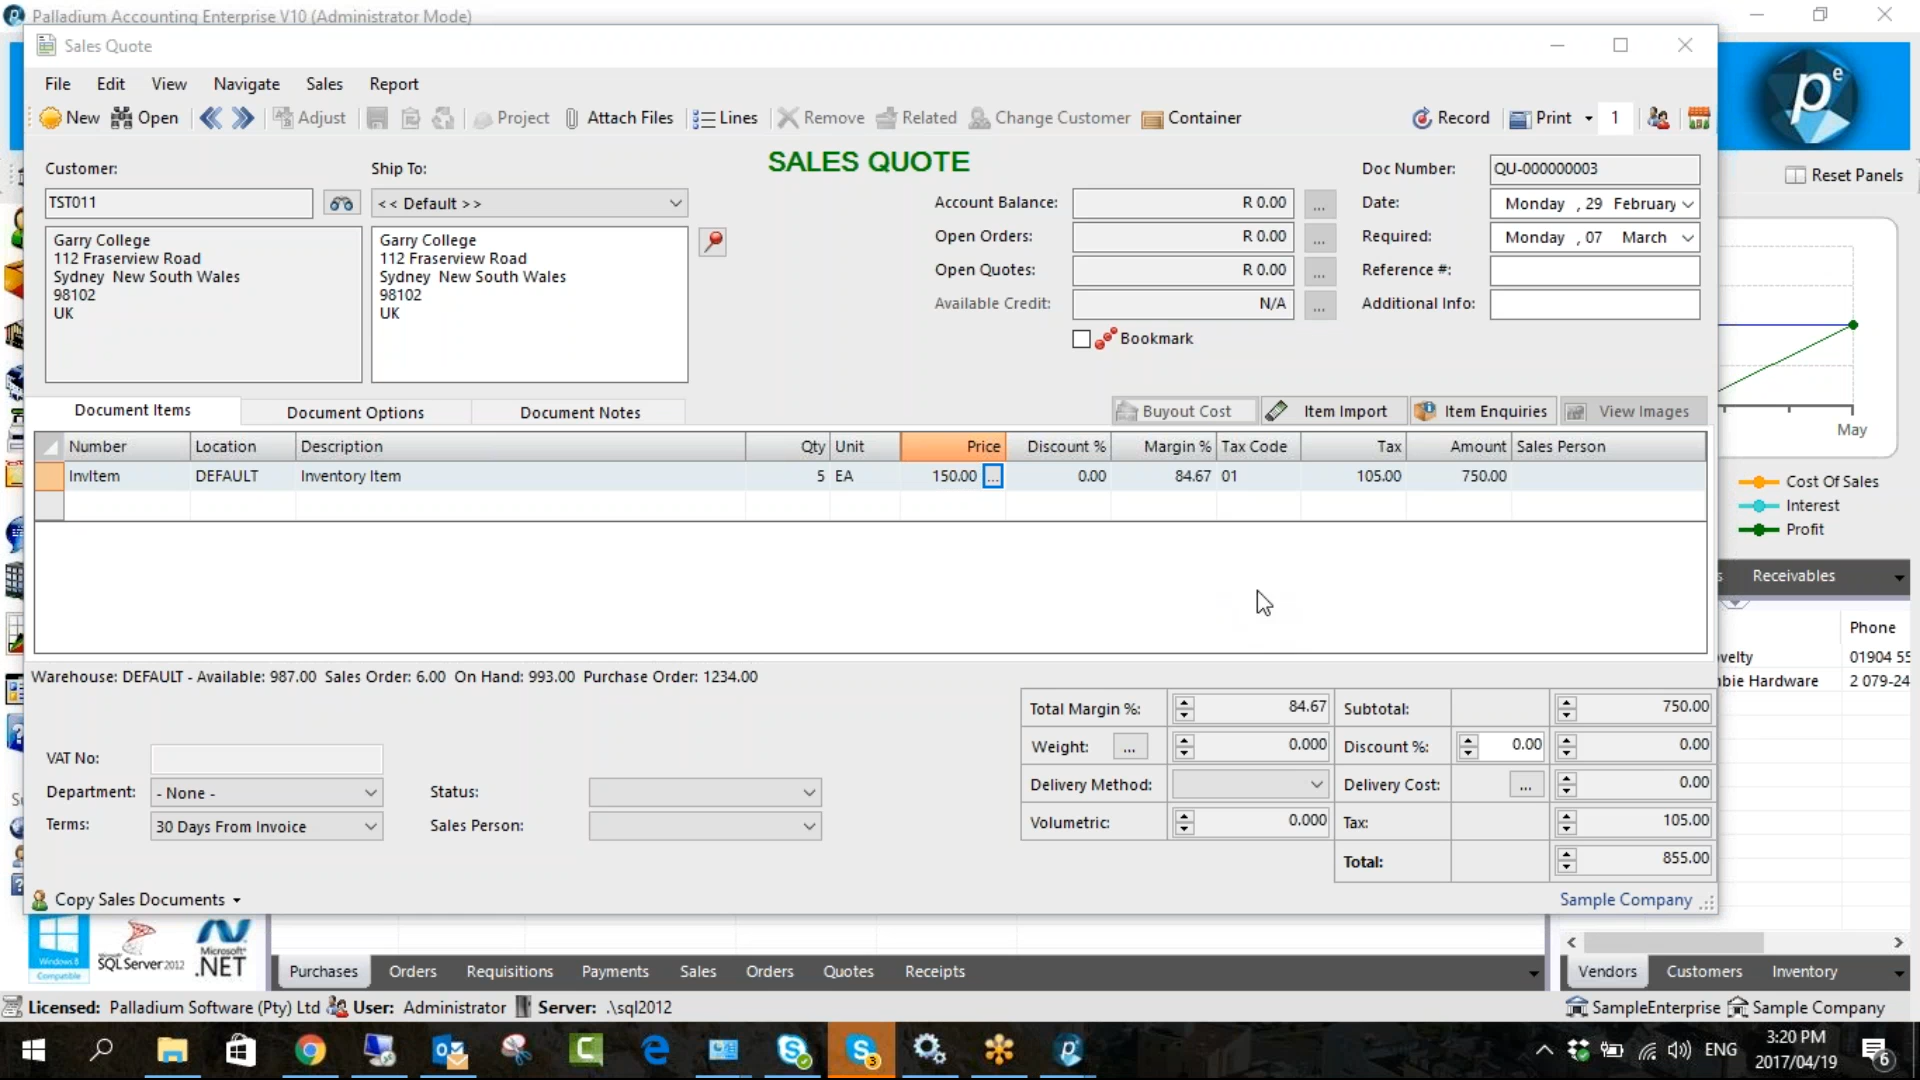 Palladium Accounting Enterprise V10 (Administrator Mode)
Sales Quote
File Edit View Navigate Sales Report
New Open Adjust Project Attach Files Lines Remove Related Change Customer Container Record Print 1
Reset Panels
SALES QUOTE
Customer:
Ship To:
TST011
<< Default >>
Garry College
112 Fraserview Road
Sydney New South Wales
98102
UK
Garry College
112 Fraserview Road
Sydney New South Wales
98102
UK
Account Balance: R 0.00 ...
Open Orders: R 0.00 ...
Open Quotes: R 0.00 ...
Available Credit: N/A ...
Bookmark
Doc Number: QU-000000003
Date: Monday , 29 February
Required: Monday , 07 March
Reference #:
Additional Info:
Document Items Document Options Document Notes
Buyout Cost Item Import Item Enquiries View Images
Number Location Description Qty Unit Price Discount % Margin % Tax Code Tax Amount Sales Person
InvItem DEFAULT Inventory Item 5 EA 150.00 ... 0.00 84.67 01 105.00 750.00
May
Cost Of Sales
Interest
Profit
s Receivables
Phone
velty 01904 55
bie Hardware 2 079-24
Warehouse: DEFAULT - Available: 987.00 Sales Order: 6.00 On Hand: 993.00 Purchase Order: 1234.00
VAT No:
Department: - None -
Terms: 30 Days From Invoice
Status:
Sales Person:
Total Margin %: 84.67 Subtotal: 750.00
Weight: ... 0.000 Discount %: 0.00 0.00
Delivery Method: Delivery Cost: ... 0.00
Volumetric: 0.000 Tax: 105.00
Total: 855.00
Copy Sales Documents
Sample Company
Windows 8
Compatible
SQL Server 2012
Microsoft
.NET
Purchases Orders Requisitions Payments Sales Orders Quotes Receipts
Vendors Customers Inventory
Licensed: Palladium Software (Pty) Ltd User: Administrator Server: .\sql2012
SampleEnterprise Sample Company
ENG
3:20 PM
2017/04/19
6